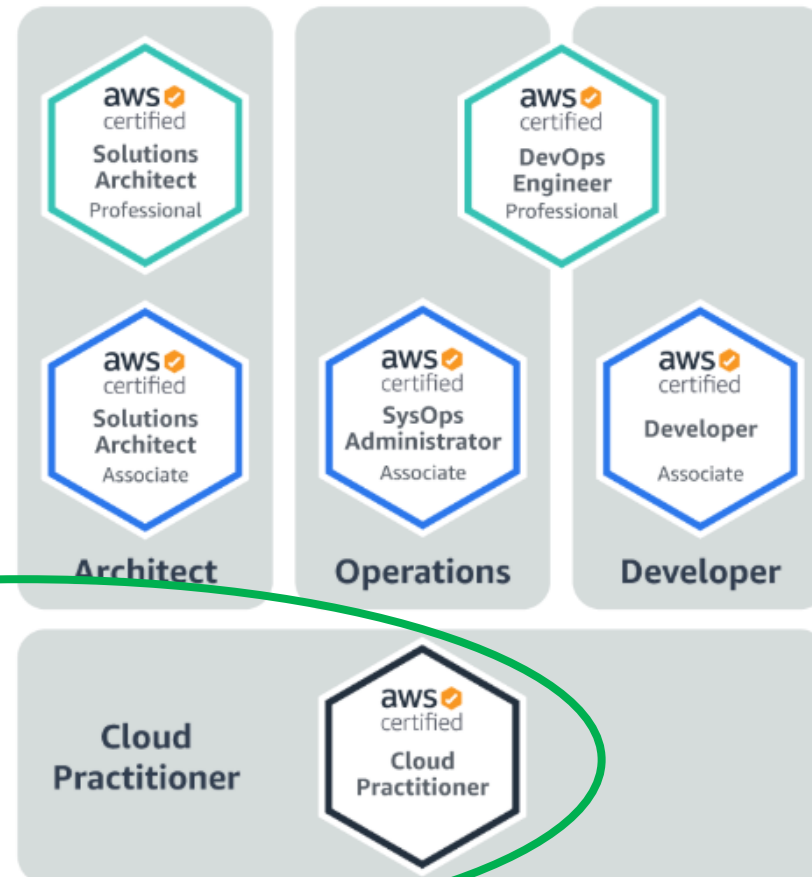 aws
certified
Solutions
Architect
Professional
aws
certified
DevOps
Engineer
Professional
aws
certified
Solutions
Architect
Associate
aws
certified
SysOps
Administrator
Associate
aws
certified
Developer
Associate
Architect
Operations
Developer
Cloud
Practitioner
aws
certified
Cloud
Practitioner